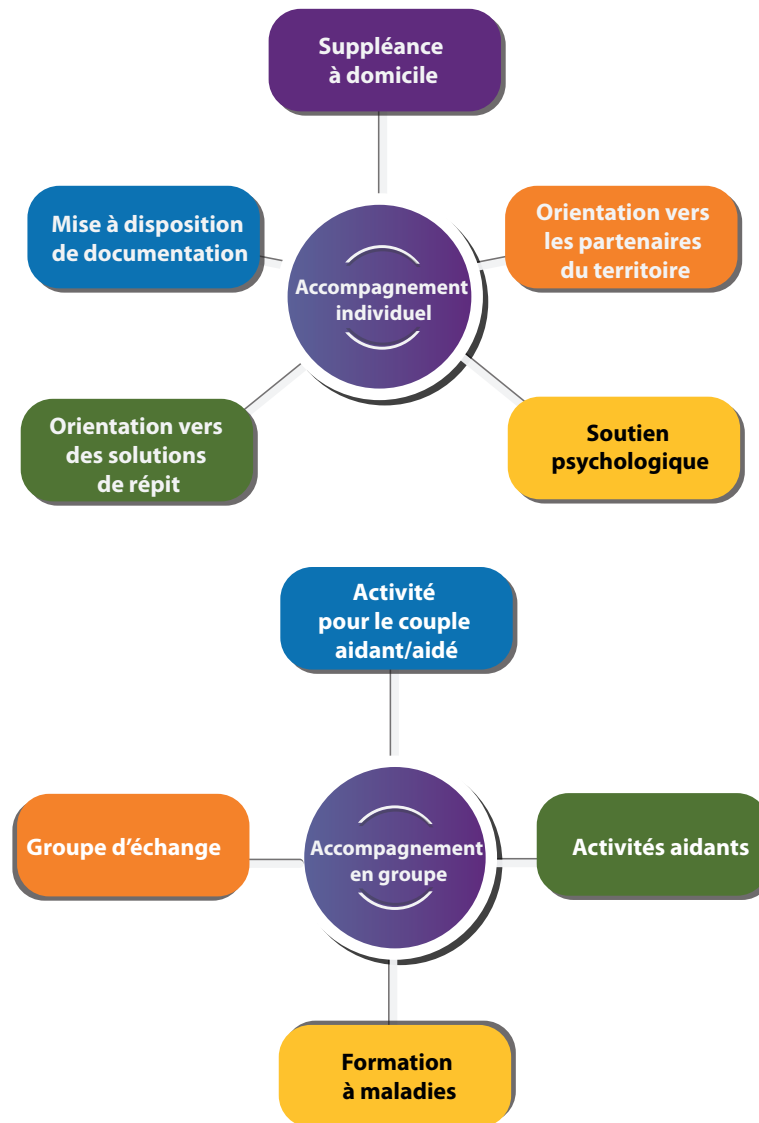 Suppléance
à domicile
Mise à disposition
de documentation
Orientation vers
les partenaires
du territoire
Accompagnement
individuel
Orientation vers
des solutions
de répit
Soutien
psychologique
Activité
pour le couple
aidant/aidé
Groupe d’échange
Accompagnement
en groupe
Activités aidants
Formation
à maladies